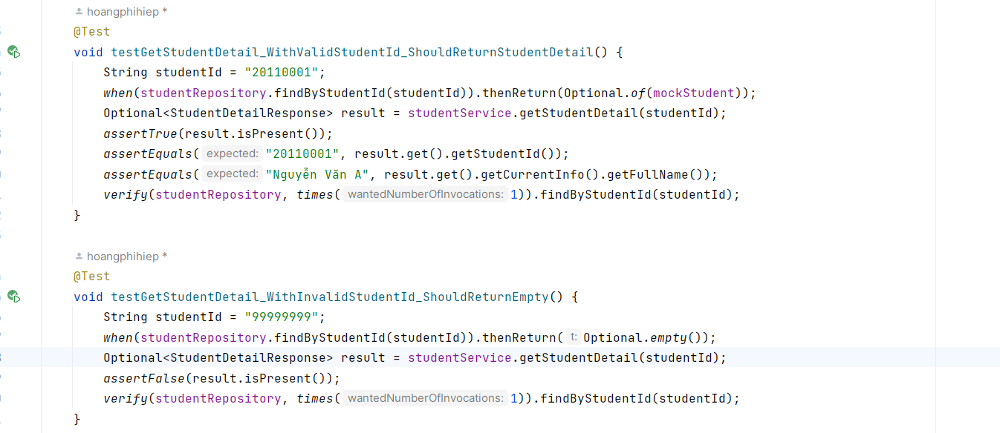 hoangphihiep *
@Test
void testGetStudentDetail_WithValidStudentId_ShouldReturnStudentDetail() {
String studentId = "20110001";
when(studentRepository.findByStudentId(studentId)).thenReturn(Optional.of(mockStudent));
Optional<StudentDetailResponse> result = studentService.getStudentDetail(studentId);
assertTrue(result.isPresent());
assertEquals( expected: "20110001", result.get().getStudentId());
assertEquals( expected: "Nguyễn Văn A", result.get().getCurrentInfo().getFullName());
verify(studentRepository, times( wantedNumberOfInvocations: 1)).findByStudentId(studentId);
}
hoangphihiep *
@Test
void testGetStudentDetail_WithInvalidStudentId_ShouldReturnEmpty() {
String studentId = "99999999";
when(studentRepository.findByStudentId(studentId)).thenReturn( t: Optional.empty());
Optional<StudentDetailResponse> result = studentService.getStudentDetail(studentId);
assertFalse(result.isPresent());
verify(studentRepository, times( wantedNumberOfInvocations: 1)).findByStudentId(studentId);
}